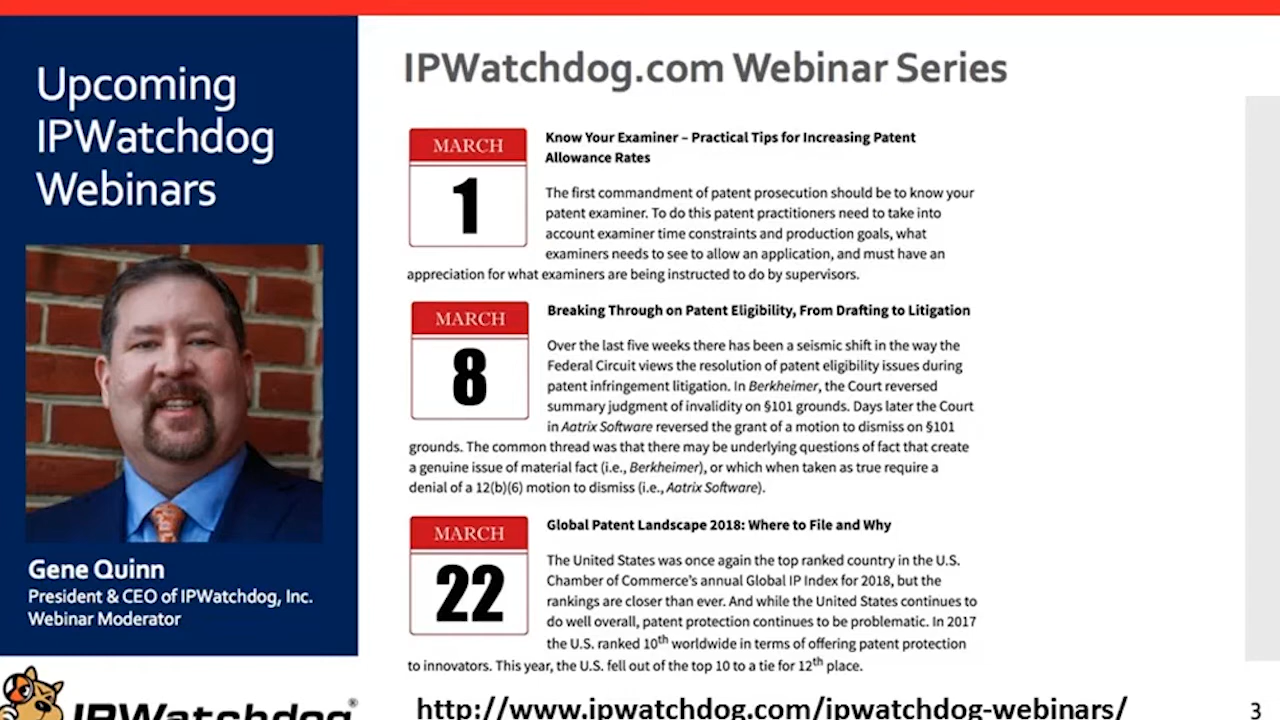 Upcoming
IPWatchdog
Webinars
Gene Quinn
President & CEO of IPWatchdog, Inc.
Webinar Moderator
IPWatchdog®
IPWatchdog.com Webinar Series
MARCH
1
Know Your Examiner – Practical Tips for Increasing Patent
Allowance Rates
The first commandment of patent prosecution should be to know your
patent examiner. To do this patent practitioners need to take into
account examiner time constraints and production goals, what
examiners needs to see to allow an application, and must have an
appreciation for what examiners are being instructed to do by supervisors.
MARCH
8
Breaking Through on Patent Eligibility, From Drafting to Litigation
Over the last five weeks there has been a seismic shift in the way the
Federal Circuit views the resolution of patent eligibility issues during
patent infringement litigation. In Berkheimer, the Court reversed
summary judgment of invalidity on §101 grounds. Days later the Court
in Aatrix Software reversed the grant of a motion to dismiss on §101
grounds. The common thread was that there may be underlying questions of fact that create
a genuine issue of material fact (i.e., Berkheimer), or which when taken as true require a
denial of a 12(b)(6) motion to dismiss (i.e., Aatrix Software).
MARCH
22
Global Patent Landscape 2018: Where to File and Why
The United States was once again the top ranked country in the U.S.
Chamber of Commerce’s annual Global IP Index for 2018, but the
rankings are closer than ever. And while the United States continues to
do well overall, patent protection continues to be problematic. In 2017
the U.S. ranked 10th worldwide in terms of offering patent protection
to innovators. This year, the U.S. fell out of the top 10 to a tie for 12th place.
http://www.ipwatchdog.com/ipwatchdog-webinars/
3